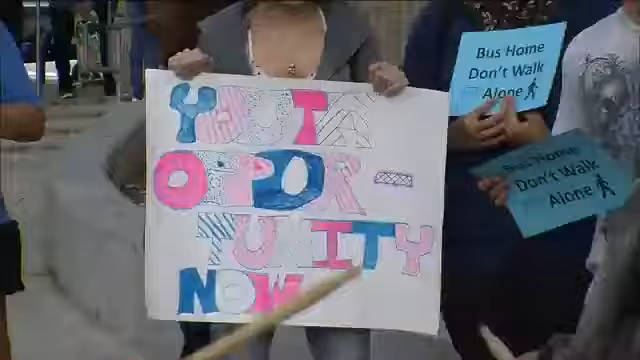 YOUTH
OPPOR-
TUNITY
NOW
Bus Home
Don't Walk
Alone
Bus Home
Don't Walk
Alone